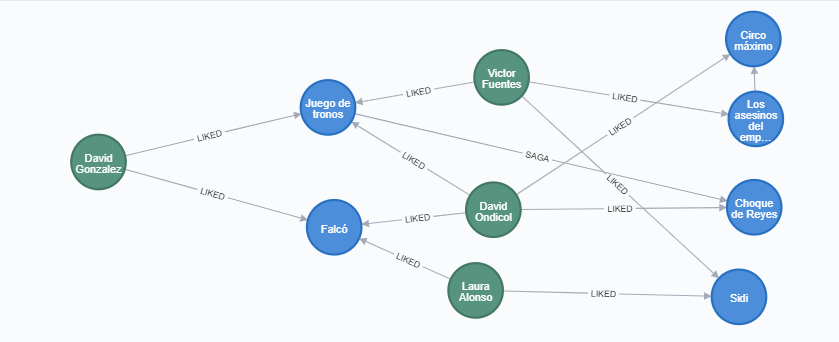 Circo
máximo
Victor
Fuentes
LIKED
LIKED
Juego de
tronos
Los
asesinos
del
emp...
LIKED
LIKED
David
Gonzalez
LIKED
SAGA
LIKED
LIKED
David
Ondicol
LIKED
Choque
de Reyes
LIKED
Falcó
LIKED
Laura
Alonso
LIKED
Sidi